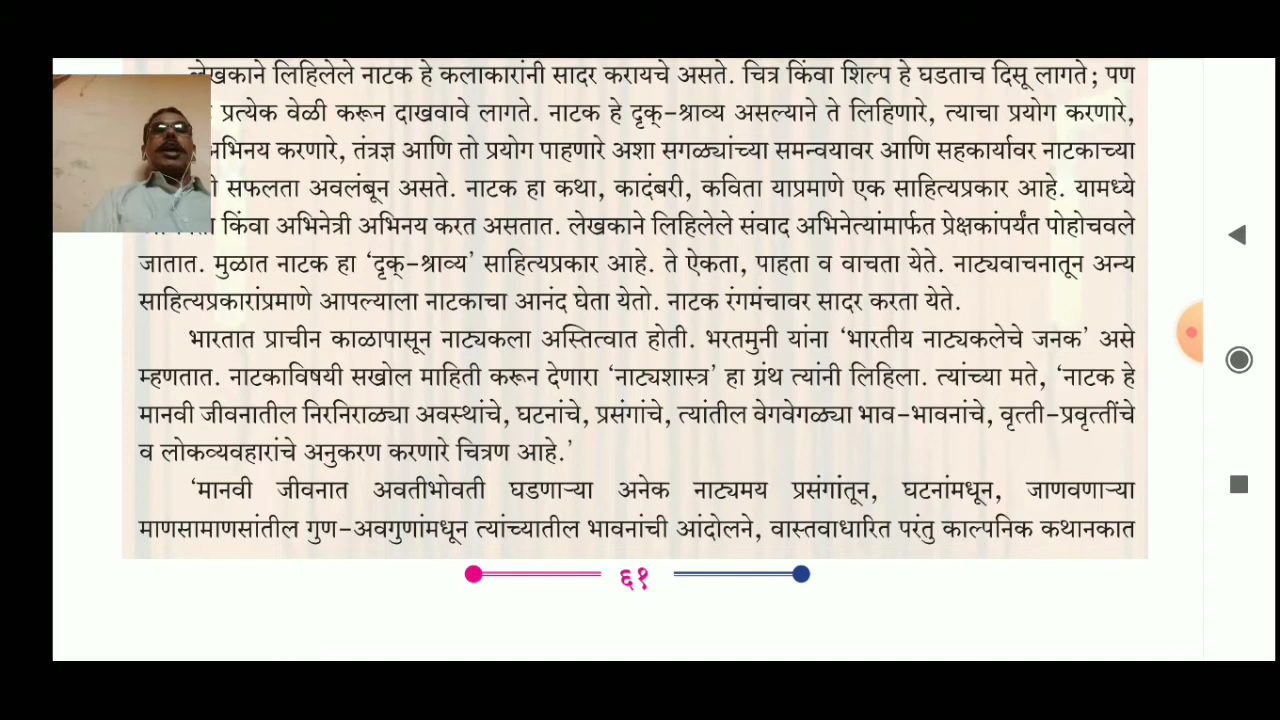 लेखकाने लिहिलेले नाटक हे कलाकारांनी सादर करायचे असते. चित्र किंवा शिल्प हे घडताच दिसू लागते; पण
प्रत्येक वेळी करून दाखवावे लागते. नाटक हे दृक्-श्राव्य असल्याने ते लिहिणारे, त्याचा प्रयोग करणारे,
अभिनय करणारे, तंत्रज्ञ आणि तो प्रयोग पाहणारे अशा सगळ्यांच्या समन्वयावर आणि सहकार्यावर नाटकाच्या
सफलता अवलंबून असते. नाटक हा कथा, कादंबरी, कविता याप्रमाणे एक साहित्यप्रकार आहे. यामध्ये
किंवा अभिनेत्री अभिनय करत असतात. लेखकाने लिहिलेले संवाद अभिनेत्यांमार्फत प्रेक्षकांपर्यंत पोहोचवले
जातात. मुळात नाटक हा ‘दृक्-श्राव्य’ साहित्यप्रकार आहे. ते ऐकता, पाहता व वाचता येते. नाट्यवाचनातून अन्य
साहित्यप्रकारांप्रमाणे आपल्याला नाटकाचा आनंद घेता येतो. नाटक रंगमंचावर सादर करता येते.
भारतात प्राचीन काळापासून नाट्यकला अस्तित्वात होती. भरतमुनी यांना ‘भारतीय नाट्यकलेचे जनक’ असे
म्हणतात. नाटकाविषयी सखोल माहिती करून देणारा ‘नाट्यशास्त्र’ हा ग्रंथ त्यांनी लिहिला. त्यांच्या मते, ‘नाटक हे
मानवी जीवनातील निरनिराळ्या अवस्थांचे, घटनांचे, प्रसंगांचे, त्यांतील वेगवेगळ्या भाव-भावनांचे, वृत्ती-प्रवृत्तींचे
व लोकव्यवहारांचे अनुकरण करणारे चित्रण आहे.’
‘मानवी जीवनात अवतीभोवती घडणाऱ्या अनेक नाट्यमय प्रसंगांतून, घटनांमधून, जाणवणाऱ्या
माणसामाणसांतील गुण-अवगुणांमधून त्यांच्यातील भावनांची आंदोलने, वास्तवाधारित परंतु काल्पनिक कथानकात
६१